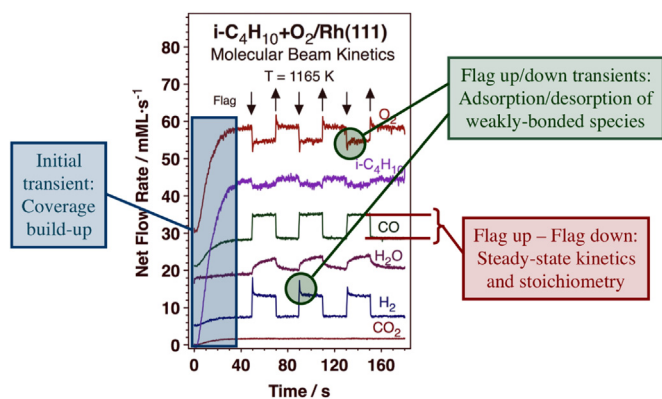 i-C₄H₁₀+O₂/Rh(111)
Molecular Beam Kinetics
T = 1165 K
Flag
O₂
i-C₄H₁₀
CO
H₂O
H₂
CO₂
Net Flow Rate / mML·s⁻¹
80
70
60
50
40
30
20
10
0
0
40
80
120
160
Time / s
Initial
transient:
Coverage
build-up
Flag up/down transients:
Adsorption/desorption of
weakly-bonded species
Flag up – Flag down:
Steady-state kinetics
and stoichiometry